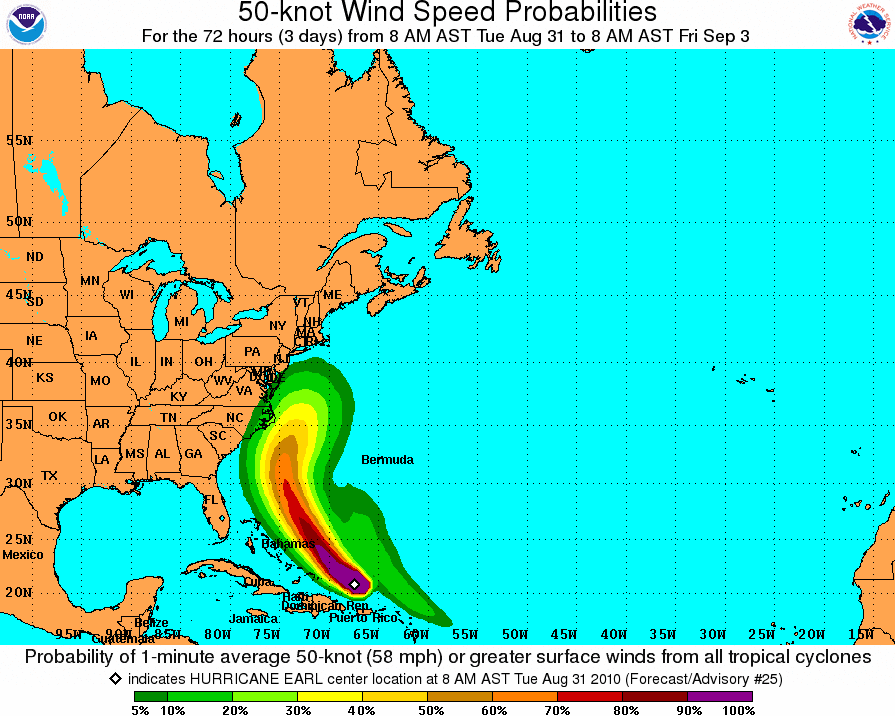 50-knot Wind Speed Probabilities
For the 72 hours (3 days) from 8 AM AST Tue Aug 31 to 8 AM AST Fri Sep 3
NOAA
NATIONAL WEATHER SERVICE
55N
50N
ND
MN
WI
ME
45N
SD
VT
MI
NH
NY
MA
IA
NE
PA
NJ
40N
IL
IN
OH
KS
MO
WV
VA
KY
OK
TN
NC
AR
35N
SC
MS
AL
GA
LA
Bermuda
TX
30N
FL
25N
Bahamas
Mexico
Cuba
20N
Haiti
Dominican Rep.
Jamaica
Puerto Rico
Belize
Guatemala
95W 90W 85W 80W 75W 70W 65W 60W 55W 50W 45W 40W 35W 30W 25W 20W 15W
Probability of 1-minute average 50-knot (58 mph) or greater surface winds from all tropical cyclones
indicates HURRICANE EARL center location at 8 AM AST Tue Aug 31 2010 (Forecast/Advisory #25)
5% 10% 20% 30% 40% 50% 60% 70% 80% 90% 100%